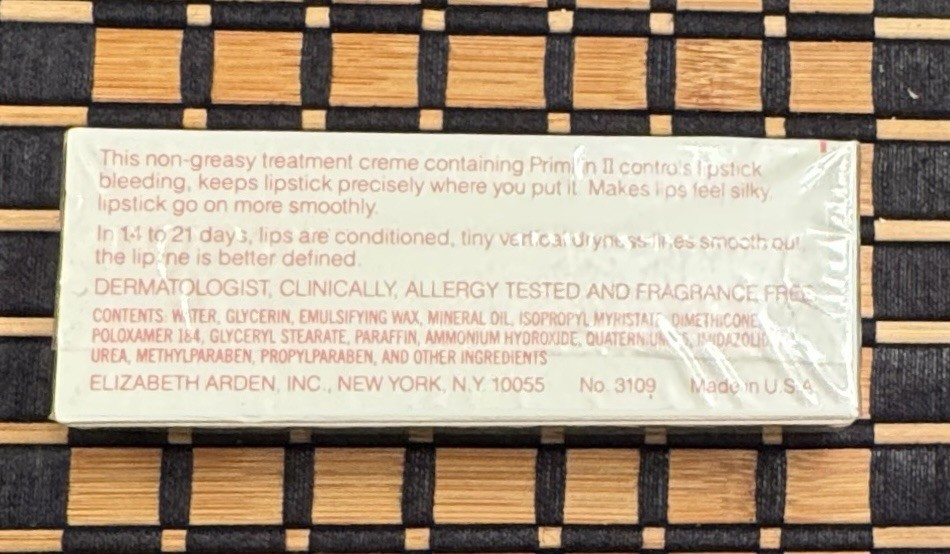 This non-greasy treatment creme containing Primilin II controls lipstick
bleeding, keeps lipstick precisely where you put it. Makes lips feel silky,
lipstick go on more smoothly.
In 14 to 21 days, lips are conditioned, tiny vertical dryness lines smooth out,
the lip line is better defined.
DERMATOLOGIST, CLINICALLY, ALLERGY TESTED AND FRAGRANCE FREE
CONTENTS: WATER, GLYCERIN, EMULSIFYING WAX, MINERAL OIL, ISOPROPYL MYRISTATE, DIMETHICONE,
POLOXAMER 184, GLYCERYL STEARATE, PARAFFIN, AMMONIUM HYDROXIDE,
UREA, METHYLPARABEN, PROPYLPARABEN, AND OTHER INGREDIENTS
ELIZABETH ARDEN, INC., NEW YORK, N.Y. 10055 No. 3109 Made in U.S.A.